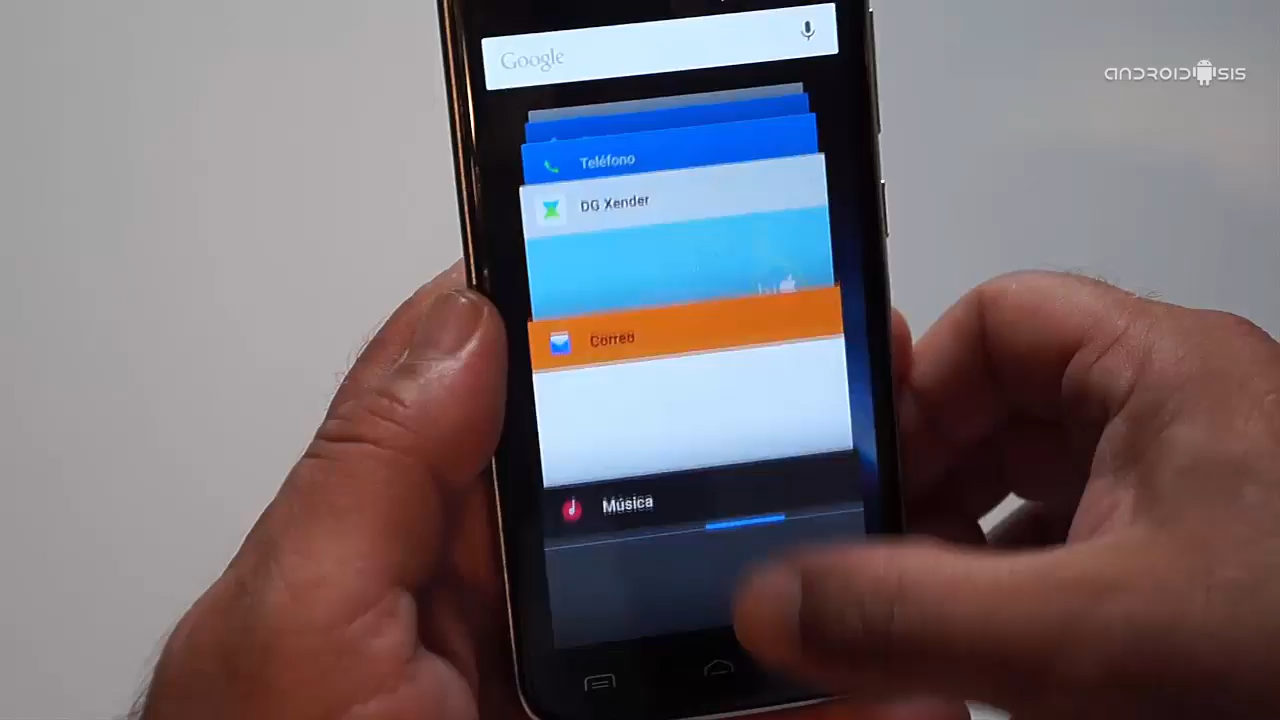 Google
ANDROIDSIS
Teléfono
DG Xender
Correo
Música